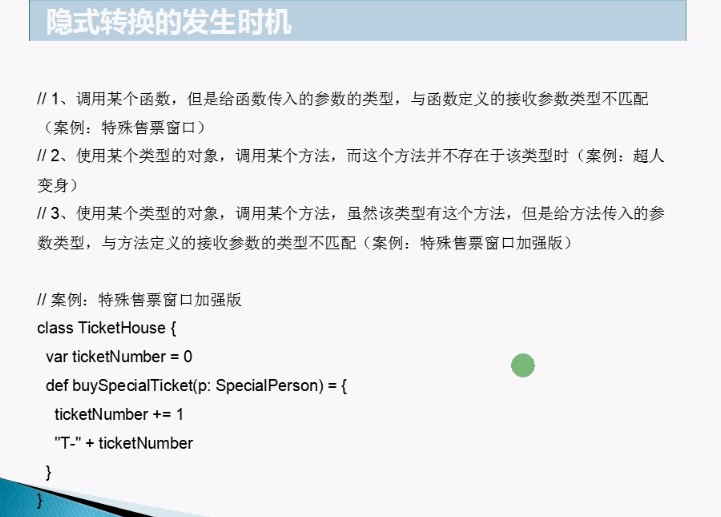 隐式转换的发生时机
// 1、调用某个函数，但是给函数传入的参数的类型，与函数定义的接收参数类型不匹配
（案例：特殊售票窗口）
// 2、使用某个类型的对象，调用某个方法，而这个方法并不存在于该类型时（案例：超人
变身）
// 3、使用某个类型的对象，调用某个方法，虽然该类型有这个方法，但是给方法传入的参
数类型，与方法定义的接收参数的类型不匹配（案例：特殊售票窗口加强版）
// 案例：特殊售票窗口加强版
class TicketHouse {
var ticketNumber = 0
def buySpecialTicket(p: SpecialPerson) = {
ticketNumber += 1
"T-" + ticketNumber
}
}